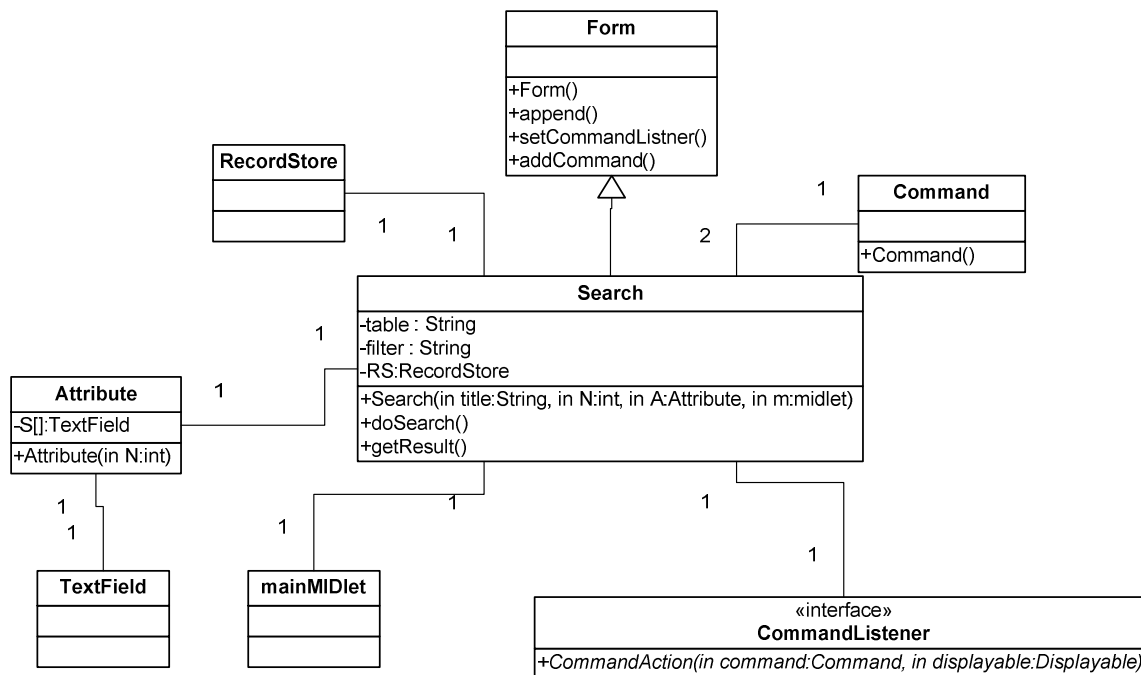 Form
+Form()
+append()
+setCommandListner()
+addCommand()
RecordStore
1
1
1
2
Command
+Command()
Search
-table : String
-filter : String
-RS:RecordStore
+Search(in title:String, in N:int, in A:Attribute, in m:midlet)
+doSearch()
+getResult()
1
1
Attribute
-S[]:TextField
+Attribute(in N:int)
1
1
TextField
1
1
mainMIDlet
1
1
«interface»
CommandListener
+CommandAction(in command:Command, in displayable:Displayable)